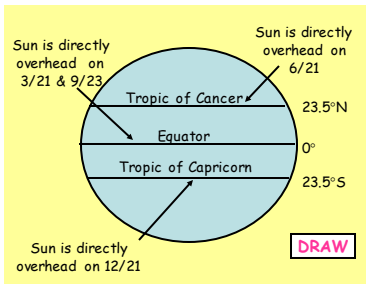 Sun is directly
overhead on
3/21 & 9/23
Sun is directly
overhead on
6/21
Tropic of Cancer
23.5°N
Equator
0°
Tropic of Capricorn
23.5°S
Sun is directly
overhead on 12/21
DRAW